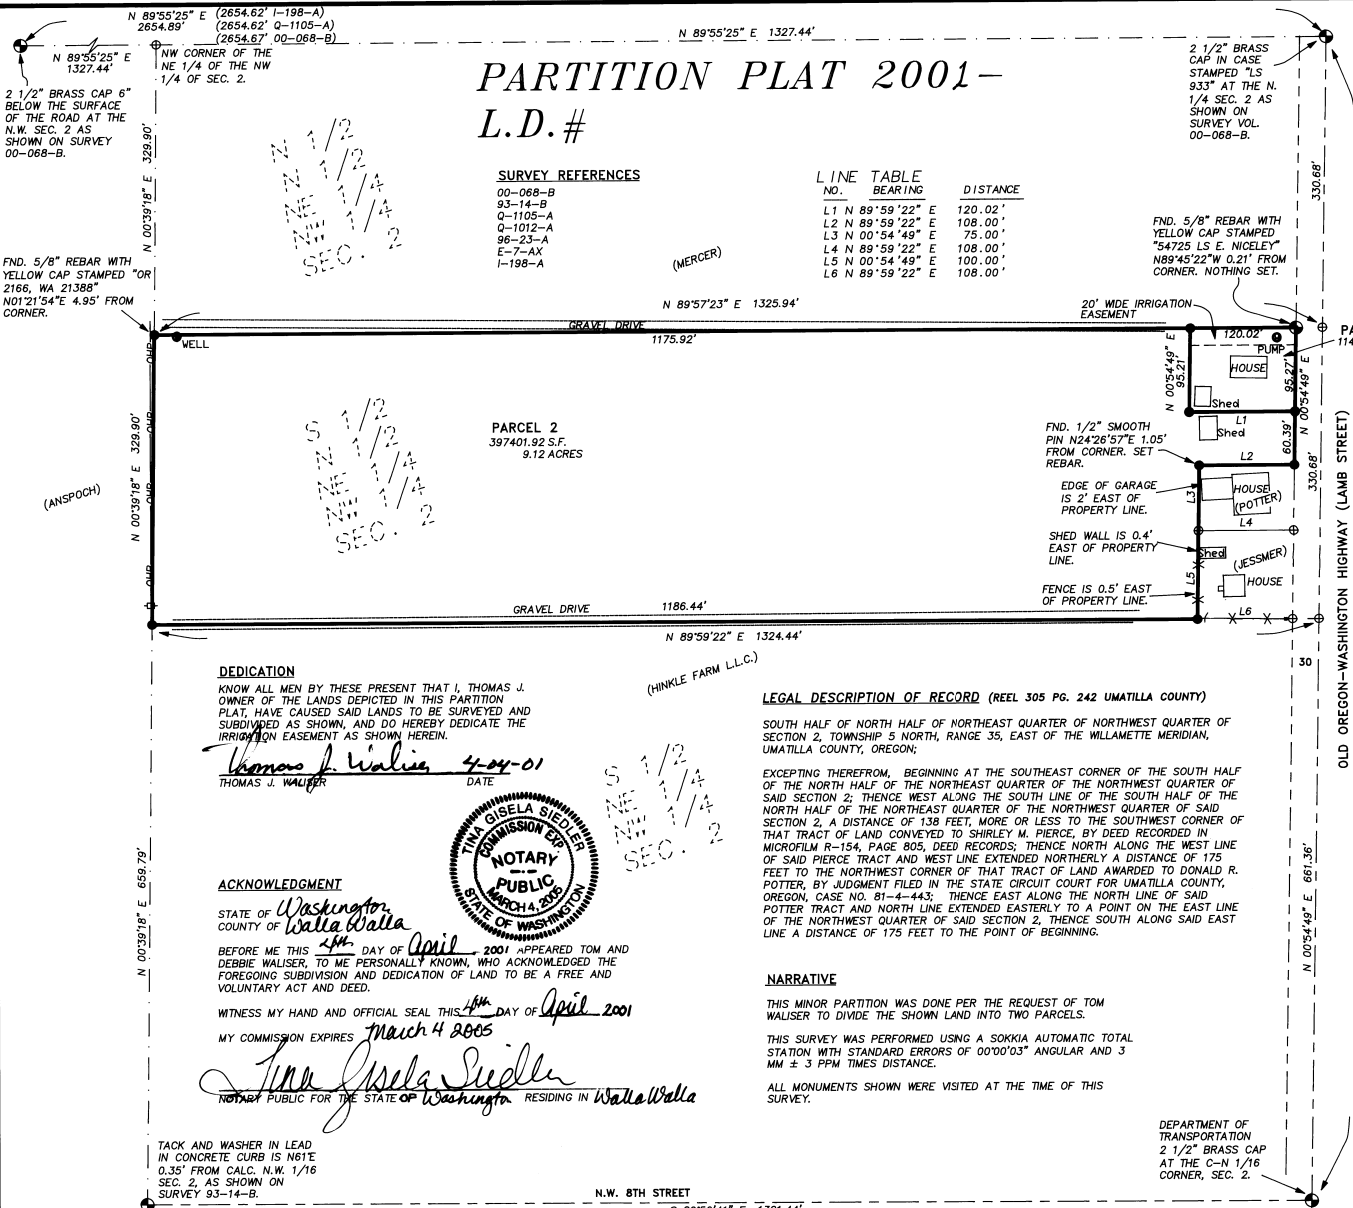 N 89°55'25" E (2654.62' I-198-A)
2654.89' (2654.62' Q-1105-A)
(2654.67' 00-068-B)
N 89°55'25" E 1327.44'
N 89°55'25" E
1327.44'
NW CORNER OF THE
NE 1/4 OF THE NW
1/4 OF SEC. 2.
2 1/2" BRASS CAP 6"
BELOW THE SURFACE
OF THE ROAD AT THE
N.W. SEC. 2 AS
SHOWN ON SURVEY
00-068-B.
PARTITION PLAT 2001-
L.D.#
2 1/2" BRASS
CAP IN CASE
STAMPED "LS
933" AT THE N.
1/4 SEC. 2 AS
SHOWN ON
SURVEY VOL.
00-068-B.
N 00°39'18" E 329.90'
N 1/2
N 1/4
NE 1/4
NW 1/4
SEC. 2
SURVEY REFERENCES
00-068-B
93-14-B
Q-1105-A
Q-1012-A
96-23-A
E-7-AX
I-198-A
LINE TABLE
NO. BEARING DISTANCE
L1 N 89°59'22" E 120.02'
L2 N 89°59'22" E 108.00'
L3 N 00°54'49" E 75.00'
L4 N 89°59'22" E 108.00'
L5 N 00°54'49" E 100.00'
L6 N 89°59'22" E 108.00'
330.68'
FND. 5/8" REBAR WITH
YELLOW CAP STAMPED
"54725 LS E. NICELEY"
N89°45'22"W 0.21' FROM
CORNER. NOTHING SET.
(MERCER)
FND. 5/8" REBAR WITH
YELLOW CAP STAMPED "OR
2166, WA 21388"
N01°21'54"E 4.95' FROM
CORNER.
N 89°57'23" E 1325.94'
20' WIDE IRRIGATION
EASEMENT
GRAVEL DRIVE
1175.92'
WELL
120.02'
PUMP
PA
114
HOUSE
N 00°54'49" E
95.21'
95.27'
N 00°54'49" E
Shed
L1
Shed
60.39'
L2
OHP
OHP
OHP
OHP
N 00°39'18" E 329.90'
(ANSPOCH)
S 1/2
N 1/2
NE 1/4
NW 1/4
SEC. 2
PARCEL 2
397401.92 S.F.
9.12 ACRES
FND. 1/2" SMOOTH
PIN N24°26'57"E 1.05'
FROM CORNER. SET
REBAR.
EDGE OF GARAGE
IS 2' EAST OF
PROPERTY LINE.
L3
HOUSE
(POTTER)
L4
330.68'
SHED WALL IS 0.4'
EAST OF PROPERTY
LINE.
Shed
(JESSMER)
FENCE IS 0.5' EAST
OF PROPERTY LINE.
L5
HOUSE
L6
OLD OREGON-WASHINGTON HIGHWAY (LAMB STREET)
GRAVEL DRIVE
1186.44'
N 89°59'22" E 1324.44'
30
(HINKLE FARM L.L.C.)
DEDICATION
KNOW ALL MEN BY THESE PRESENT THAT I, THOMAS J.
OWNER OF THE LANDS DEPICTED IN THIS PARTITION
PLAT, HAVE CAUSED SAID LANDS TO BE SURVEYED AND
SUBDIVIDED AS SHOWN, AND DO HEREBY DEDICATE THE
IRRIGATION EASEMENT AS SHOWN HEREIN.
Thomas J. Waliser 4-04-01
THOMAS J. WALISER DATE
TINA GISELA SIEDLER
COMMISSION EXP
NOTARY
PUBLIC
MARCH 4, 2005
STATE OF WASHINGTON
S 1/2
NE 1/4
NW 1/4
SEC. 2
LEGAL DESCRIPTION OF RECORD (REEL 305 PG. 242 UMATILLA COUNTY)
SOUTH HALF OF NORTH HALF OF NORTHEAST QUARTER OF NORTHWEST QUARTER OF
SECTION 2, TOWNSHIP 5 NORTH, RANGE 35, EAST OF THE WILLAMETTE MERIDIAN,
UMATILLA COUNTY, OREGON;
EXCEPTING THEREFROM, BEGINNING AT THE SOUTHEAST CORNER OF THE SOUTH HALF
OF THE NORTH HALF OF THE NORTHEAST QUARTER OF THE NORTHWEST QUARTER OF
SAID SECTION 2; THENCE WEST ALONG THE SOUTH LINE OF THE SOUTH HALF OF THE
NORTH HALF OF THE NORTHEAST QUARTER OF THE NORTHWEST QUARTER OF SAID
SECTION 2, A DISTANCE OF 138 FEET, MORE OR LESS TO THE SOUTHWEST CORNER OF
THAT TRACT OF LAND CONVEYED TO SHIRLEY M. PIERCE, BY DEED RECORDED IN
MICROFILM R-154, PAGE 805, DEED RECORDS; THENCE NORTH ALONG THE WEST LINE
OF SAID PIERCE TRACT AND WEST LINE EXTENDED NORTHERLY A DISTANCE OF 175
FEET TO THE NORTHWEST CORNER OF THAT TRACT OF LAND AWARDED TO DONALD R.
POTTER, BY JUDGMENT FILED IN THE STATE CIRCUIT COURT FOR UMATILLA COUNTY,
OREGON, CASE NO. 81-4-443; THENCE EAST ALONG THE NORTH LINE OF SAID
POTTER TRACT AND NORTH LINE EXTENDED EASTERLY TO A POINT ON THE EAST LINE
OF THE NORTHWEST QUARTER OF SAID SECTION 2, THENCE SOUTH ALONG SAID EAST
LINE A DISTANCE OF 175 FEET TO THE POINT OF BEGINNING.
N 00°39'18" E 659.79'
N 00°54'49" E 661.36'
ACKNOWLEDGMENT
STATE OF Washington
COUNTY OF Walla Walla
BEFORE ME THIS 4th DAY OF April 2001 APPEARED TOM AND
DEBBIE WALISER, TO ME PERSONALLY KNOWN, WHO ACKNOWLEDGED THE
FOREGOING SUBDIVISION AND DEDICATION OF LAND TO BE A FREE AND
VOLUNTARY ACT AND DEED.
WITNESS MY HAND AND OFFICIAL SEAL THIS 4th DAY OF April 2001
MY COMMISSION EXPIRES March 4 2005
Tina Gisela Siedler
NOTARY PUBLIC FOR THE STATE OF Washington RESIDING IN Walla Walla
NARRATIVE
THIS MINOR PARTITION WAS DONE PER THE REQUEST OF TOM
WALISER TO DIVIDE THE SHOWN LAND INTO TWO PARCELS.
THIS SURVEY WAS PERFORMED USING A SOKKIA AUTOMATIC TOTAL
STATION WITH STANDARD ERRORS OF 00°00'03" ANGULAR AND 3
MM ± 3 PPM TIMES DISTANCE.
ALL MONUMENTS SHOWN WERE VISITED AT THE TIME OF THIS
SURVEY.
TACK AND WASHER IN LEAD
IN CONCRETE CURB IS N61°E
0.35' FROM CALC. N.W. 1/16
SEC. 2, AS SHOWN ON
SURVEY 93-14-B.
DEPARTMENT OF
TRANSPORTATION
2 1/2" BRASS CAP
AT THE C-N 1/16
CORNER, SEC. 2.
N.W. 8TH STREET